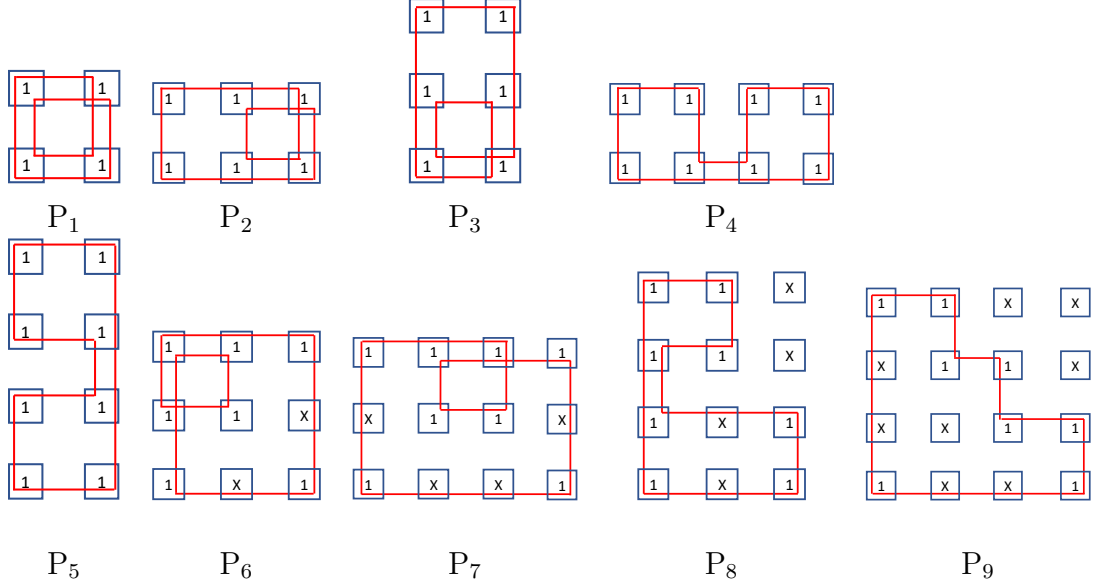 1 1
1 1
P₁
1 1 1
1 1 1
P₂
1 1
1 1
1 1
P₃
1 1 1 1
1 1 1 1
P₄
1 1
1 1
1 1
1 1
P₅
1 1 1
1 1 X
1 X 1
P₆
1 1 1 1
X 1 1 X
1 X X 1
P₇
1 1 X
1 1 X
1 X 1
1 X 1
P₈
1 1 X X
X 1 1 X
X X 1 1
1 X X 1
P₉